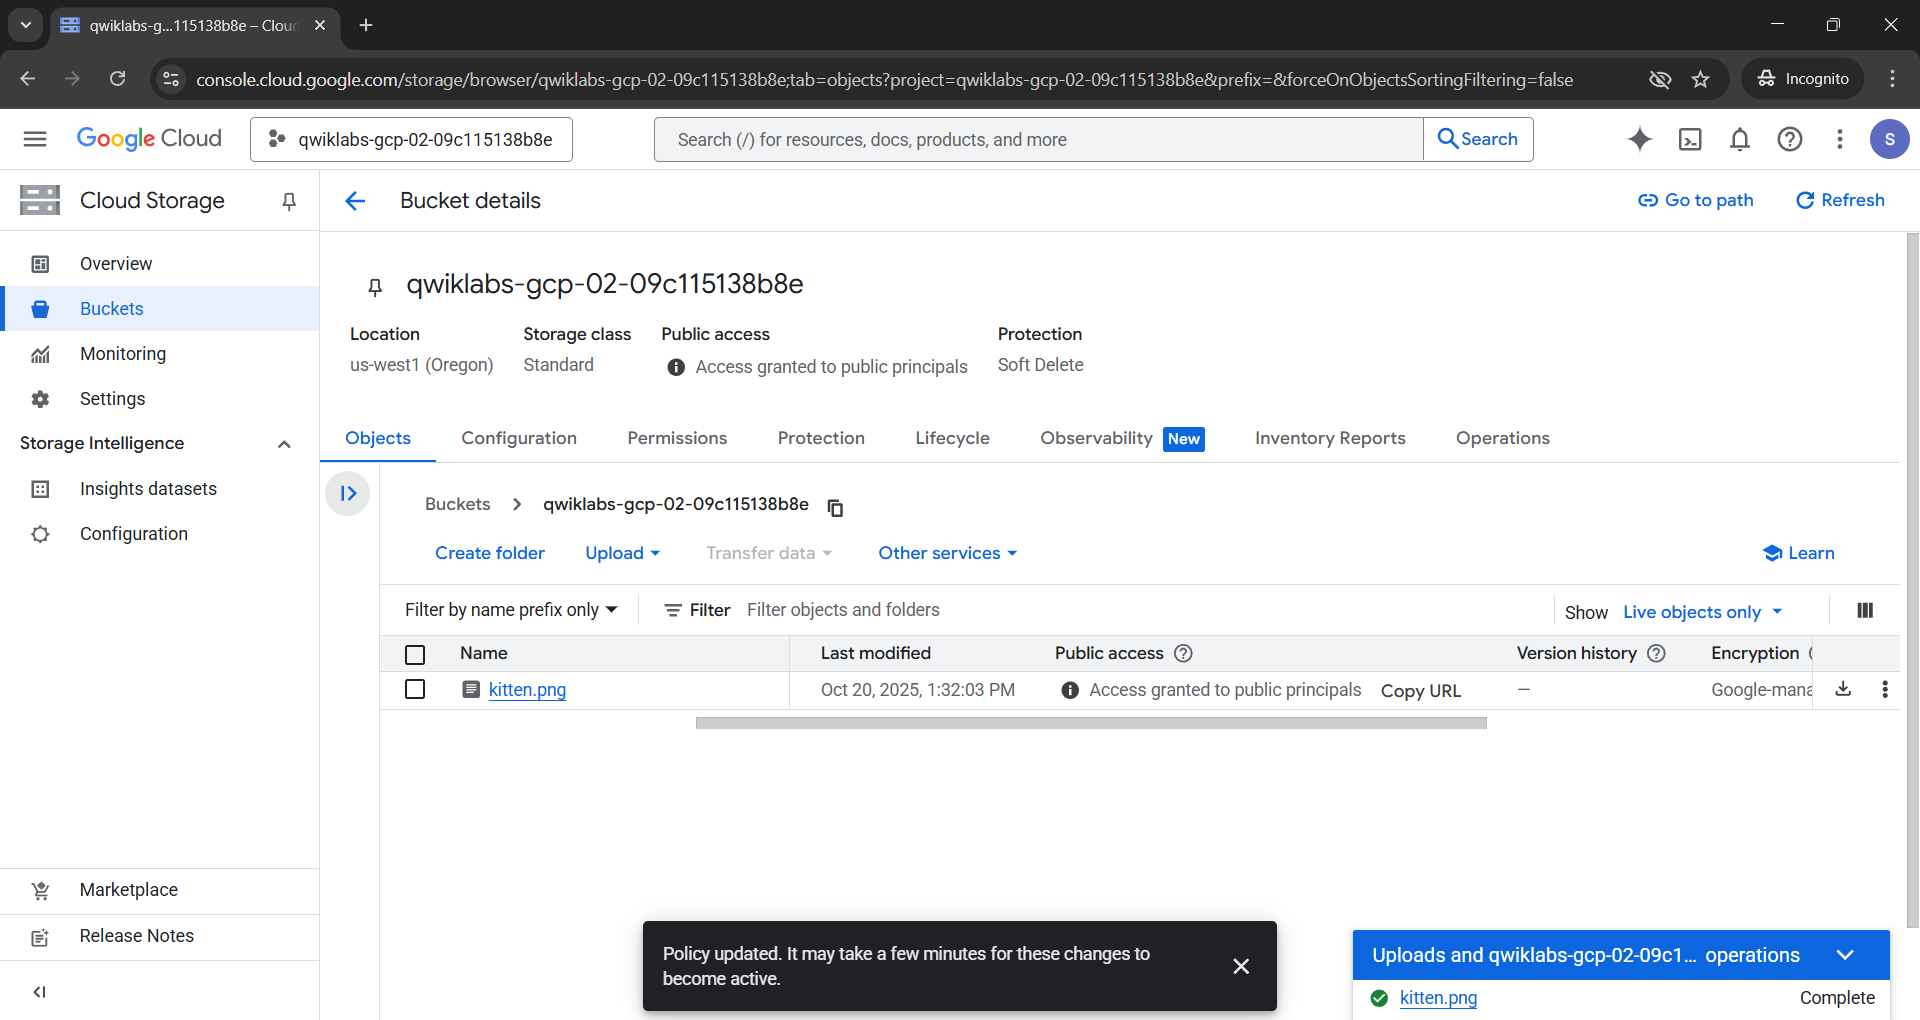 qwiklabs-g...115138b8e – Clou
console.cloud.google.com/storage/browser/qwiklabs-gcp-02-09c115138b8e;tab=objects?project=qwiklabs-gcp-02-09c115138b8e&prefix=&forceOnObjectsSortingFiltering=false
Incognito
Google Cloud
qwiklabs-gcp-02-09c115138b8e
Search (/) for resources, docs, products, and more
Search
S
Cloud Storage
Bucket details
Go to path
Refresh
Overview
Buckets
Monitoring
Settings
Storage Intelligence
Insights datasets
Configuration
Marketplace
Release Notes
qwiklabs-gcp-02-09c115138b8e
Location
Storage class
Public access
Protection
us-west1 (Oregon)
Standard
Access granted to public principals
Soft Delete
Objects
Configuration
Permissions
Protection
Lifecycle
Observability New
Inventory Reports
Operations
Buckets
qwiklabs-gcp-02-09c115138b8e
Create folder
Upload
Transfer data
Other services
Learn
Filter by name prefix only
Filter
Filter objects and folders
Show Live objects only
Name
Last modified
Public access
Version history
Encryption
kitten.png
Oct 20, 2025, 1:32:03 PM
Access granted to public principals
Copy URL
—
Google-mana
Policy updated. It may take a few minutes for these changes to
become active.
Uploads and qwiklabs-gcp-02-09c1... operations
kitten.png
Complete